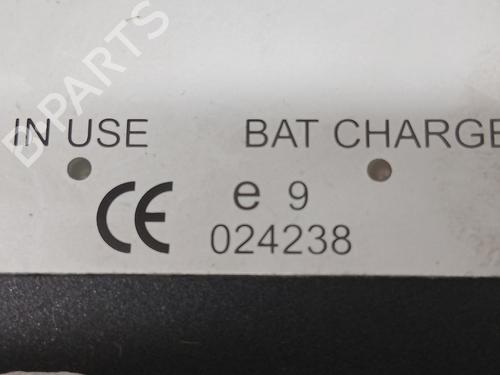 B-PARTS
IN USE BAT CHARGE
CE e 9
024238